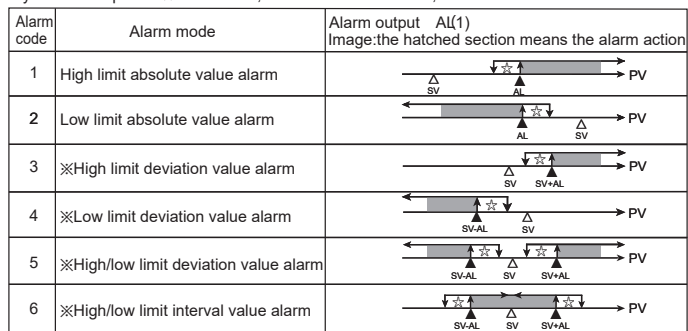 Alarm code
Alarm mode
Alarm output AL(1)
Image:the hatched section means the alarm action
1
High limit absolute value alarm
☆
PV
SV
AL
2
Low limit absolute value alarm
☆
PV
AL
SV
3
※High limit deviation value alarm
☆
PV
SV
SV+AL
4
※Low limit deviation value alarm
☆
PV
SV-AL
SV
5
※High/low limit deviation value alarm
☆
☆
PV
SV-AL
SV
SV+AL
6
※High/low limit interval value alarm
☆
☆
PV
SV-AL
SV
SV+AL